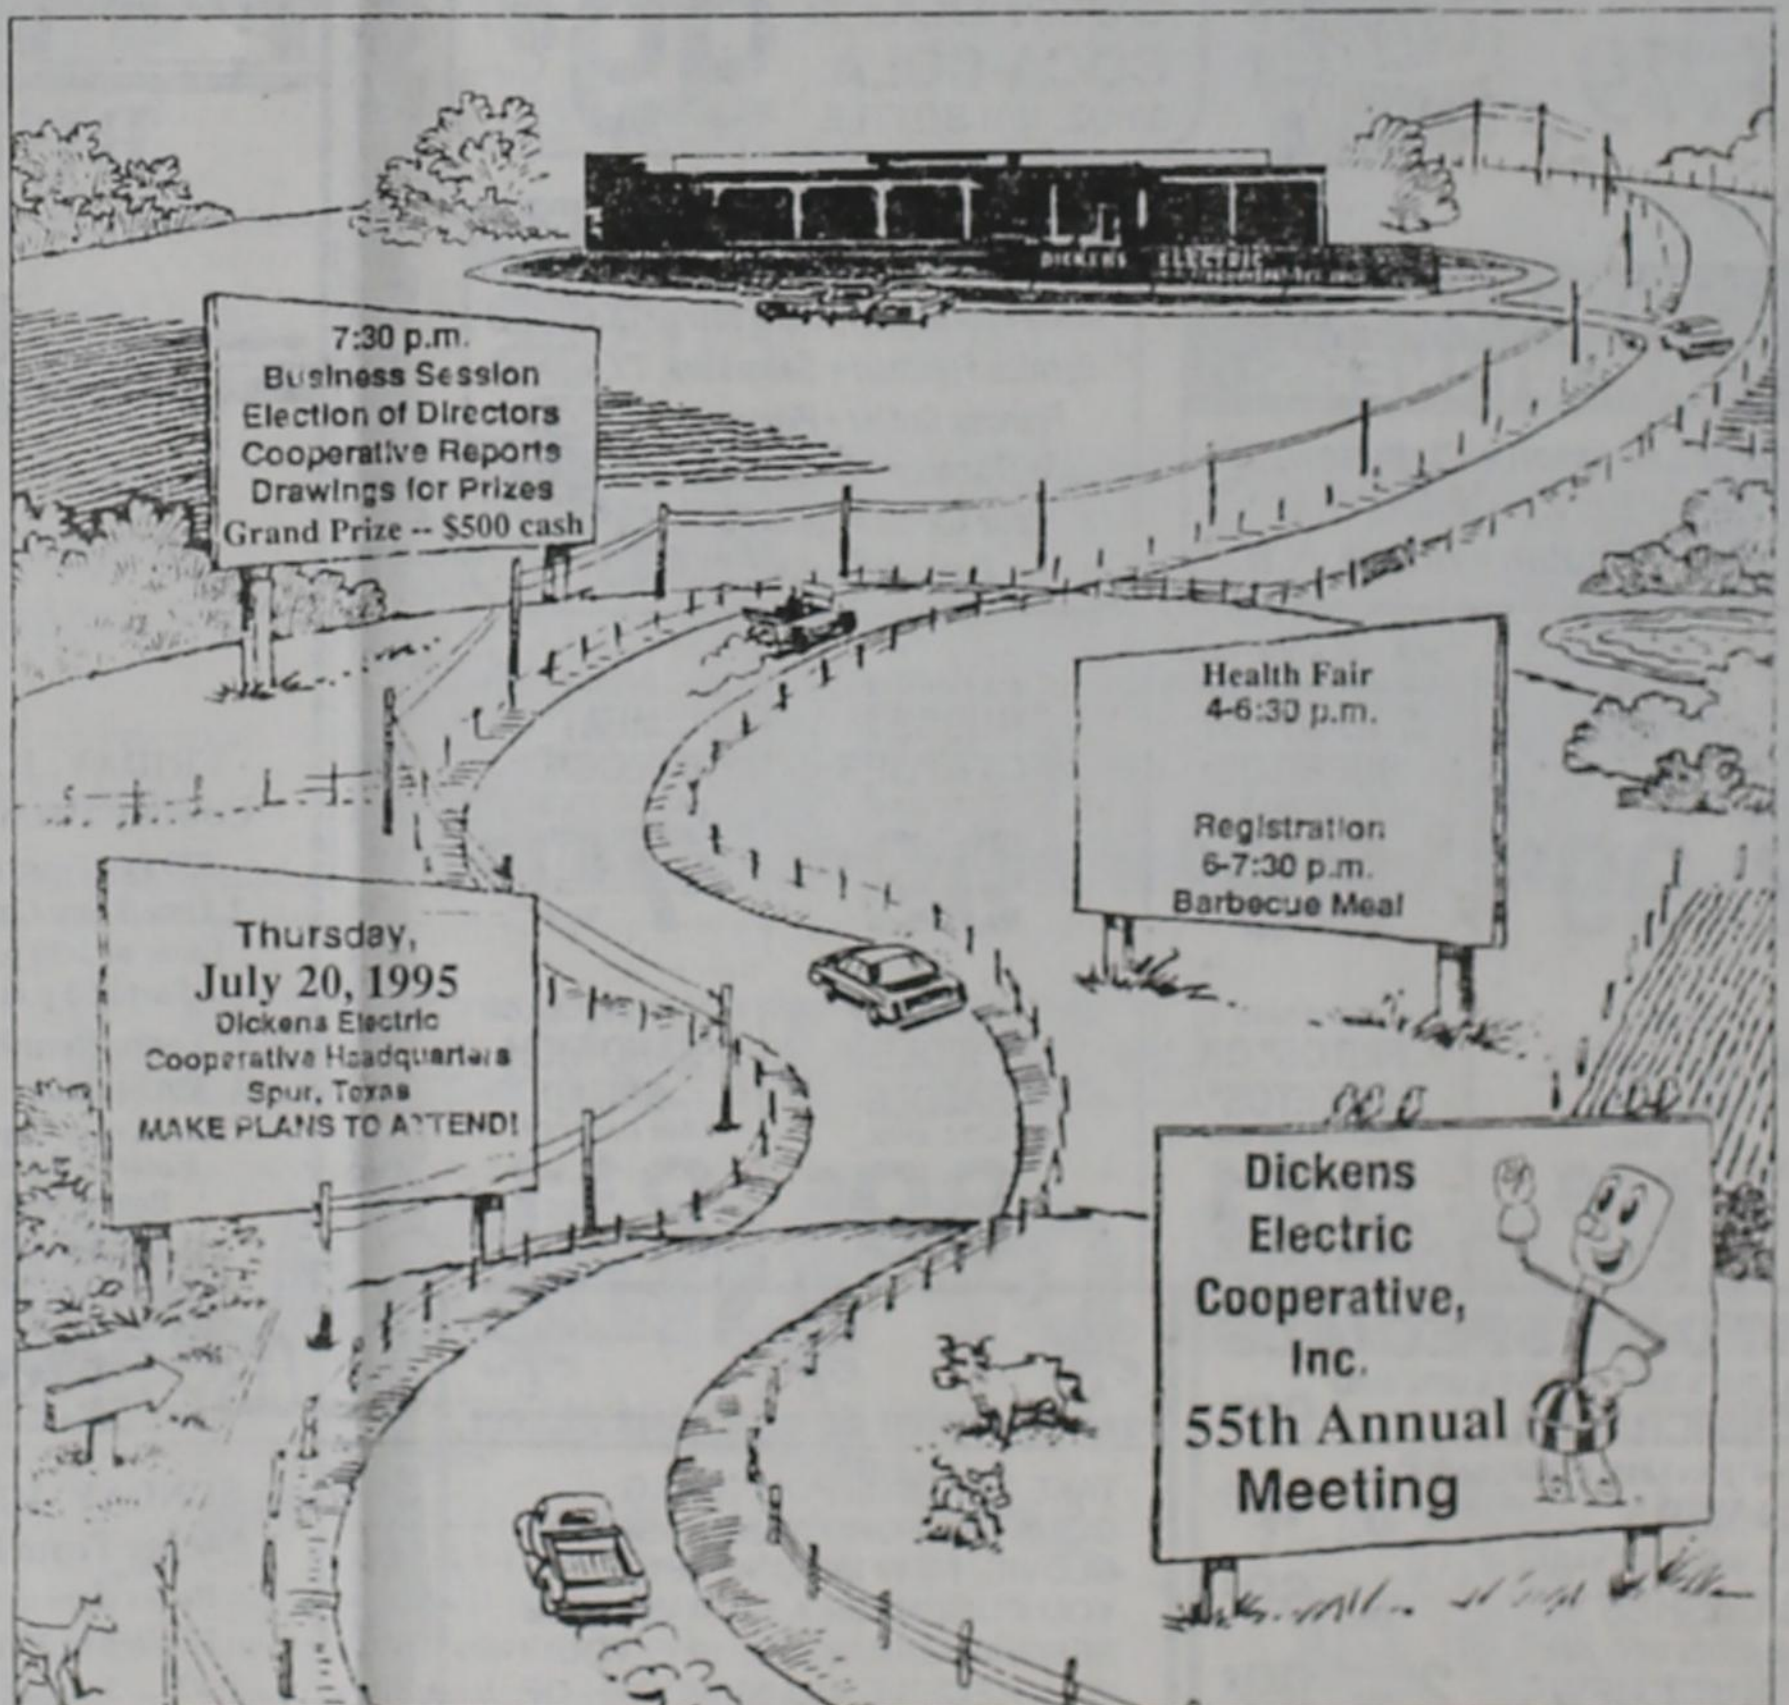 DICKENS ELECTRIC
7:30 p.m.
Business Session
Election of Directors
Cooperative Reports
Drawings for Prizes
Grand Prize -- $500 cash
Health Fair
4-6:30 p.m.
Registration
6-7:30 p.m.
Barbecue Meal
Thursday,
July 20, 1995
Dickens Electric
Cooperative Headquarters
Spur, Texas
MAKE PLANS TO ATTEND!
Dickens
Electric
Cooperative,
Inc.
55th Annual
Meeting